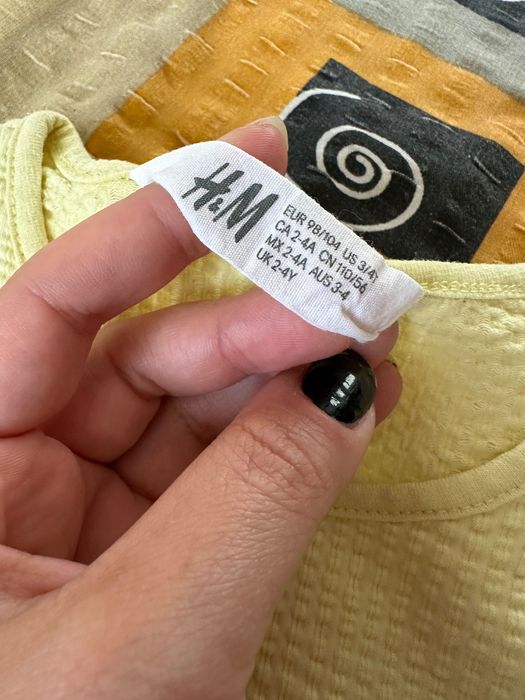 H&M
EUR 98/104 US 3/4Y
CA 2-4A CN 110/56
MX 2-4A AUS 3-4
UK 2-4Y